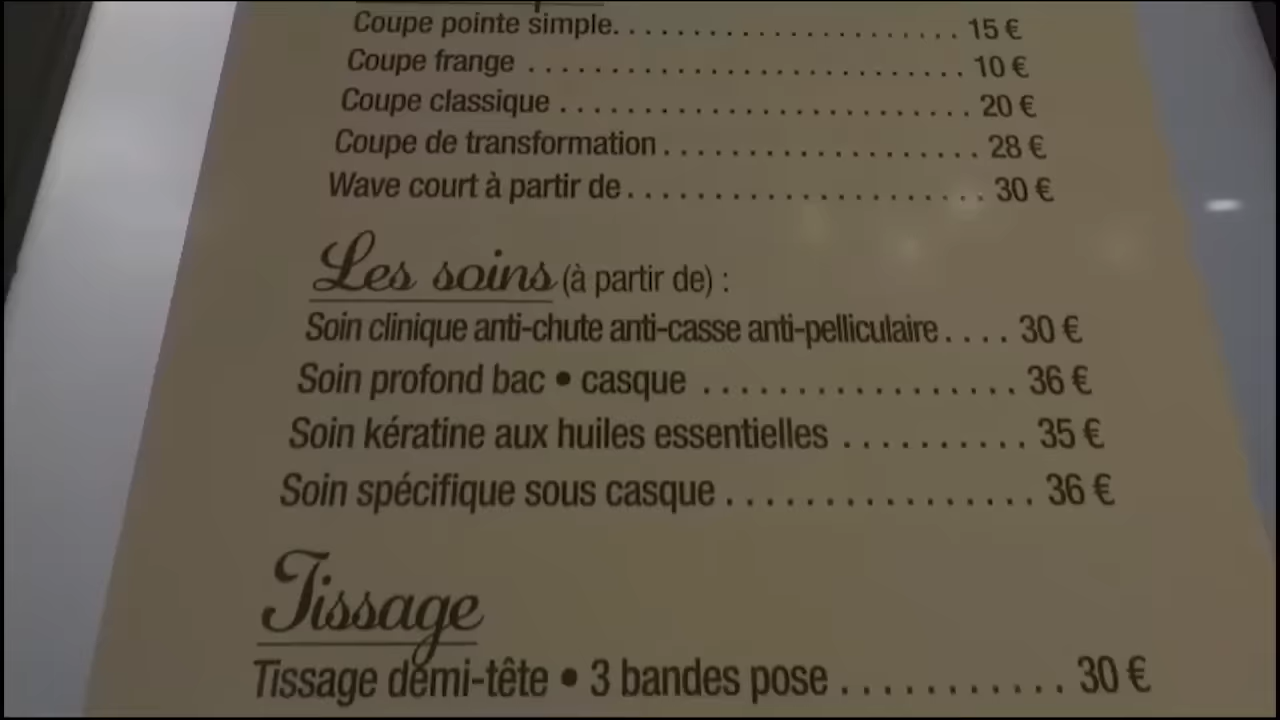 Coupe pointe simple. . . . . . . . . . . . . . . . . . . . . . . 15 €
Coupe frange . . . . . . . . . . . . . . . . . . . . . . . . . . . 10 €
Coupe classique . . . . . . . . . . . . . . . . . . . . . . . . . 20 €
Coupe de transformation . . . . . . . . . . . . . . . . . . . 28 €
Wave court à partir de . . . . . . . . . . . . . . . . . . . . . 30 €
Les soins (à partir de) :
Soin clinique anti-chute anti-casse anti-pelliculaire . . . . 30 €
Soin profond bac • casque . . . . . . . . . . . . . . . . . 36 €
Soin kératine aux huiles essentielles . . . . . . . . . . 35 €
Soin spécifique sous casque . . . . . . . . . . . . . . . . 36 €
Tissage
Tissage demi-tête • 3 bandes pose . . . . . . . . . . . 30 €